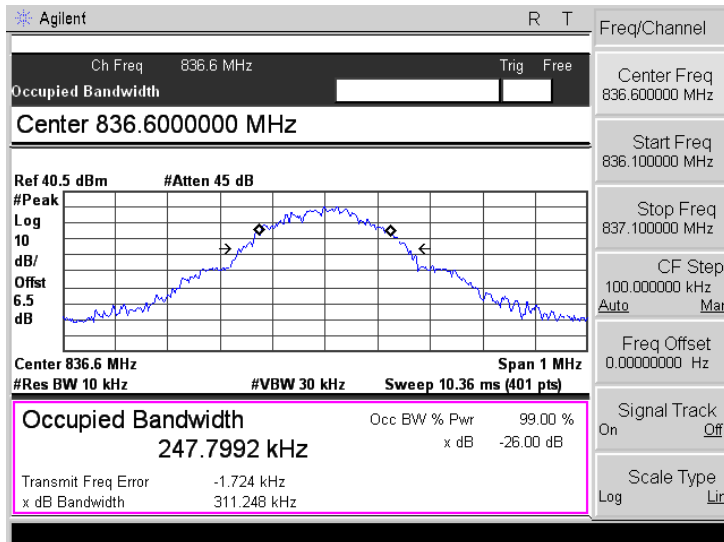 Agilent
R T
Freq/Channel
Ch Freq 836.6 MHz Trig Free
Occupied Bandwidth
Center 836.6000000 MHz
Ref 40.5 dBm #Atten 45 dB
#Peak
Log
10
dB/
Offst
6.5
dB
Center 836.6 MHz Span 1 MHz
#Res BW 10 kHz #VBW 30 kHz Sweep 10.36 ms (401 pts)
Occupied Bandwidth
247.7992 kHz
Occ BW % Pwr 99.00 %
x dB -26.00 dB
Transmit Freq Error -1.724 kHz
x dB Bandwidth 311.248 kHz
Center Freq
836.600000 MHz
Start Freq
836.100000 MHz
Stop Freq
837.100000 MHz
CF Step
100.000000 kHz
Auto Man
Freq Offset
0.00000000 Hz
Signal Track
On Off
Scale Type
Log Lin